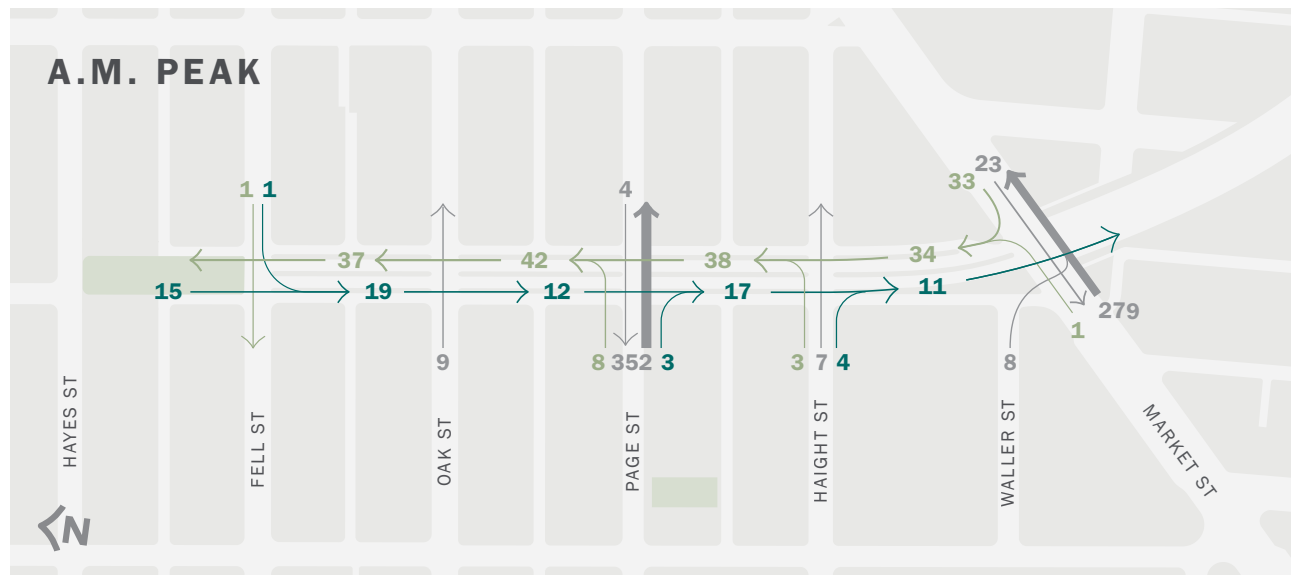 A.M. PEAK
23
33
1 1
4
37
42
38
34
15
19
12
17
11
279
1
9
8 352 3
3 7 4
8
HAYES ST
FELL ST
OAK ST
PAGE ST
HAIGHT ST
WALLER ST
MARKET ST
N